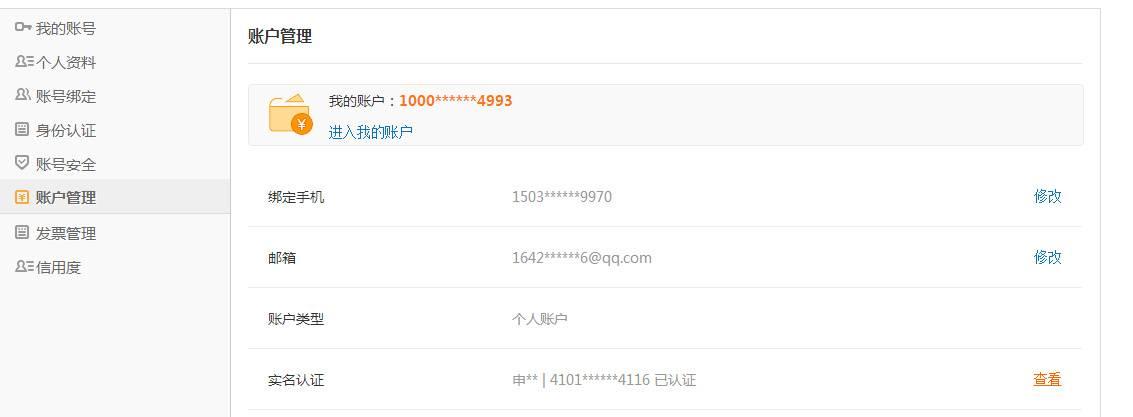 我的账号
个人资料
账号绑定
身份认证
账号安全
账户管理
发票管理
信用度
账户管理
我的账户：1000******4993
进入我的账户
绑定手机 1503******9970 修改
邮箱 1642******6@qq.com 修改
账户类型 个人账户
实名认证 申** | 4101******4116 已认证 查看